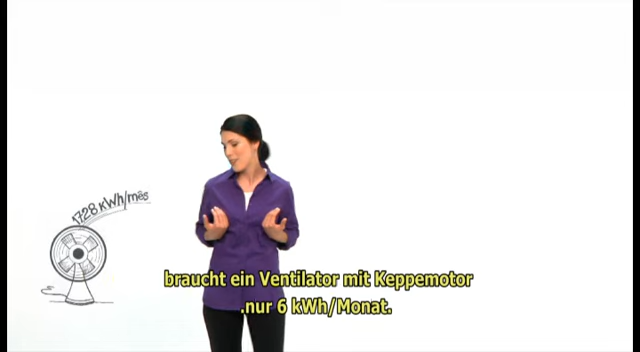 17.28 kWh/mês
braucht ein Ventilator mit Keppemotor
.nur 6 kWh/Monat.